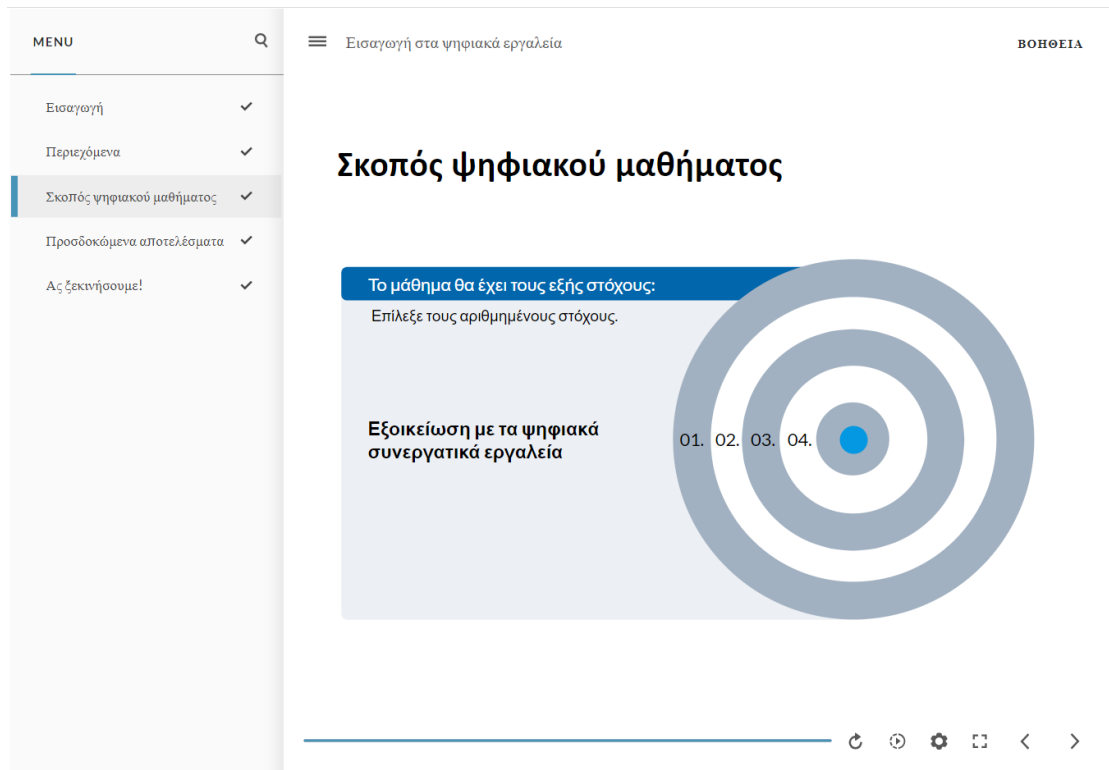 MENU
Εισαγωγή στα ψηφιακά εργαλεία
ΒΟΗΘΕΙΑ
Εισαγωγή
Περιεχόμενα
Σκοπός ψηφιακού μαθήματος
Προσδοκώμενα αποτελέσματα
Ας ξεκινήσουμε!
Σκοπός ψηφιακού μαθήματος
Το μάθημα θα έχει τους εξής στόχους:
Επίλεξε τους αριθμημένους στόχους.
Εξοικείωση με τα ψηφιακά
συνεργατικά εργαλεία
01. 02. 03. 04.